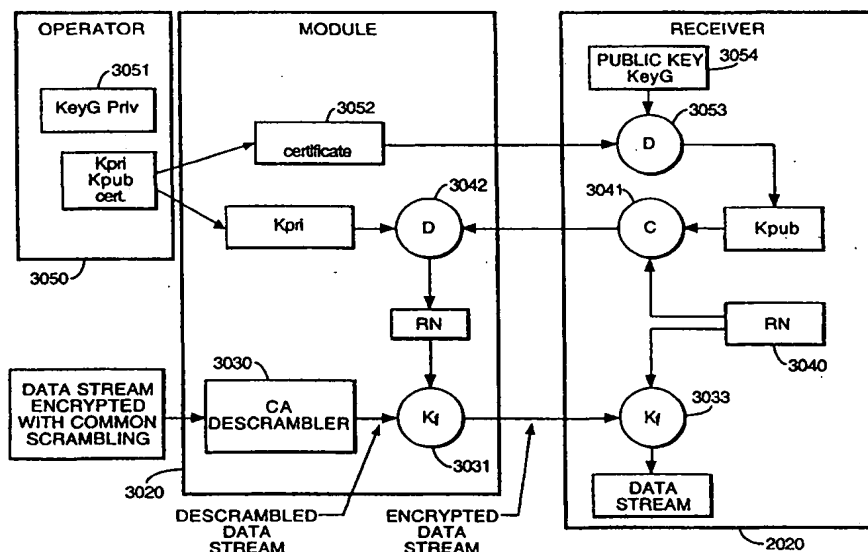 OPERATOR
3051
KeyG Priv
Kpri
Kpub
cert.
3050
MODULE
3052
certificate
Kpri
3042
D
RN
3030
CA
DESCRAMBLER
Kf
3031
DATA STREAM
ENCRYPTED
WITH COMMON
SCRAMBLING
3020
DESCRAMBLED
DATA
STREAM
ENCRYPTED
DATA
STREAM
RECEIVER
PUBLIC KEY
KeyG
3054
3053
D
3041
C
Kpub
RN
3040
Kf
3033
DATA
STREAM
2020